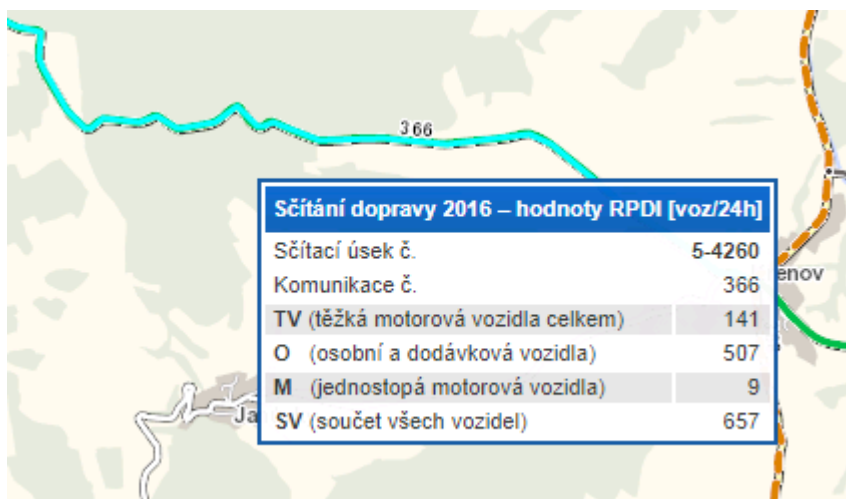 366
Sčítání dopravy 2016 – hodnoty RPDI [voz/24h]
Sčítací úsek č. 5-4260
Komunikace č. 366
TV (těžká motorová vozidla celkem) 141
O (osobní a dodávková vozidla) 507
M (jednostopá motorová vozidla) 9
SV (součet všech vozidel) 657